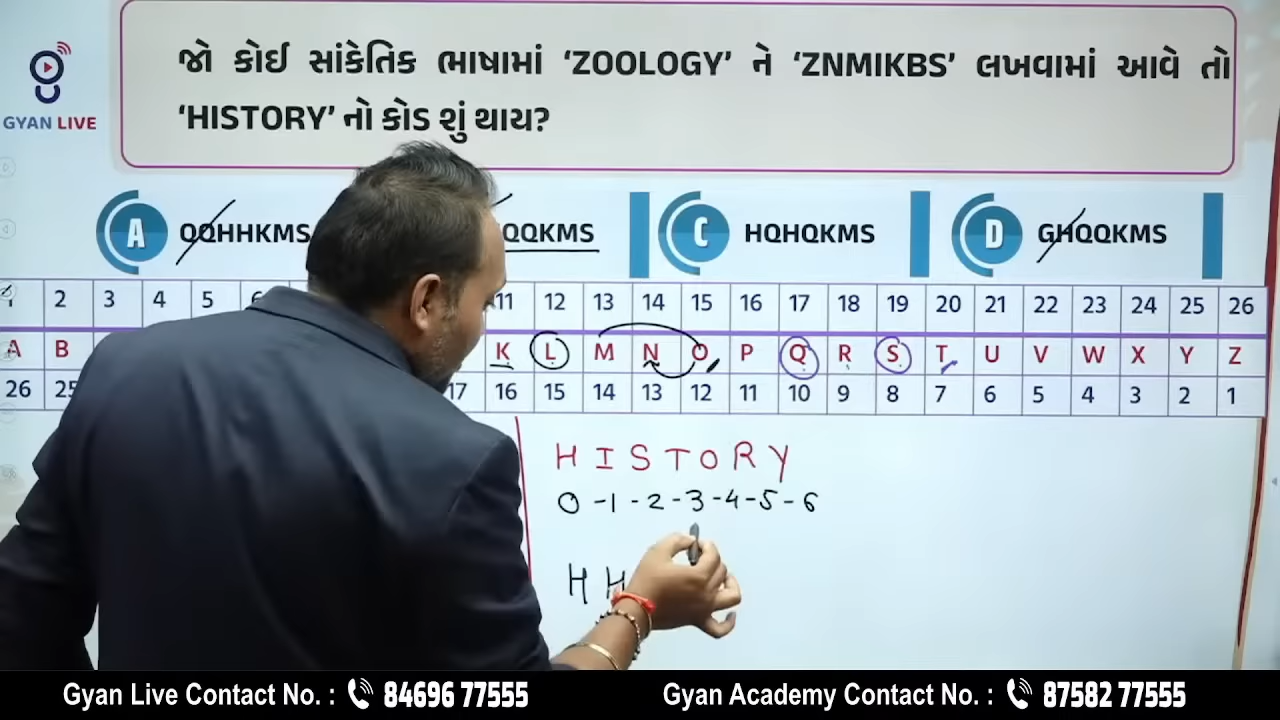 જો કોઈ સાંકેતિક ભાષામાં ‘ZOOLOGY’ ને ‘ZNMIKBS’ લખવામાં આવે તો
‘HISTORY’ નો કોડ શું થાય?
GYAN LIVE
A QQHHKMS
QQKMS
C HQHQKMS
D GHQQKMS
1 2 3 4 5 6 11 12 13 14 15 16 17 18 19 20 21 22 23 24 25 26
A B K L M N O P Q R S T U V W X Y Z
26 25 17 16 15 14 13 12 11 10 9 8 7 6 5 4 3 2 1
HISTORY
0 -1 -2 -3 -4 -5 -6
H H
Gyan Live Contact No. : 84696 77555
Gyan Academy Contact No. : 87582 77555